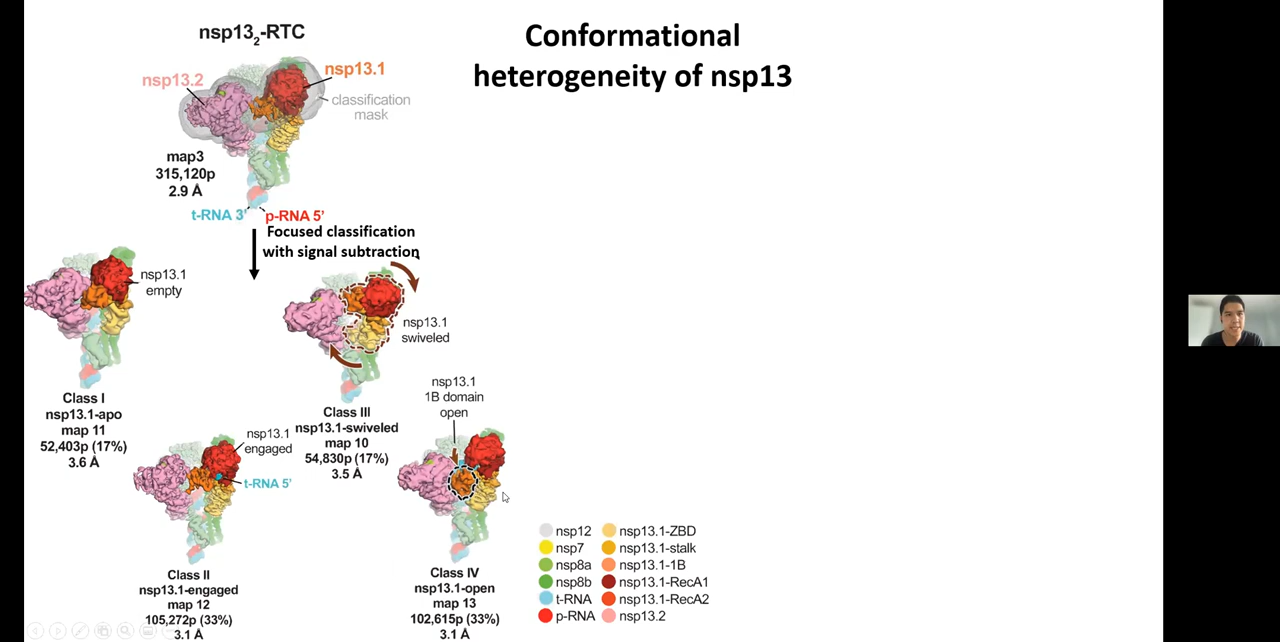 nsp13₂-RTC
Conformational
heterogeneity of nsp13
nsp13.2
nsp13.1
classification
mask
map3
315,120p
2.9 Å
t-RNA 3'
p-RNA 5'
Focused classification
with signal subtraction
nsp13.1
empty
Class I
nsp13.1-apo
map 11
52,403p (17%)
3.6 Å
nsp13.1
swiveled
Class III
nsp13.1-swiveled
map 10
54,830p (17%)
3.5 Å
nsp13.1
engaged
t-RNA 5'
Class II
nsp13.1-engaged
map 12
105,272p (33%)
3.1 Å
nsp13.1
1B domain
open
Class IV
nsp13.1-open
map 13
102,615p (33%)
3.1 Å
nsp12
nsp7
nsp8a
nsp8b
t-RNA
p-RNA
nsp13.1-ZBD
nsp13.1-stalk
nsp13.1-1B
nsp13.1-RecA1
nsp13.1-RecA2
nsp13.2